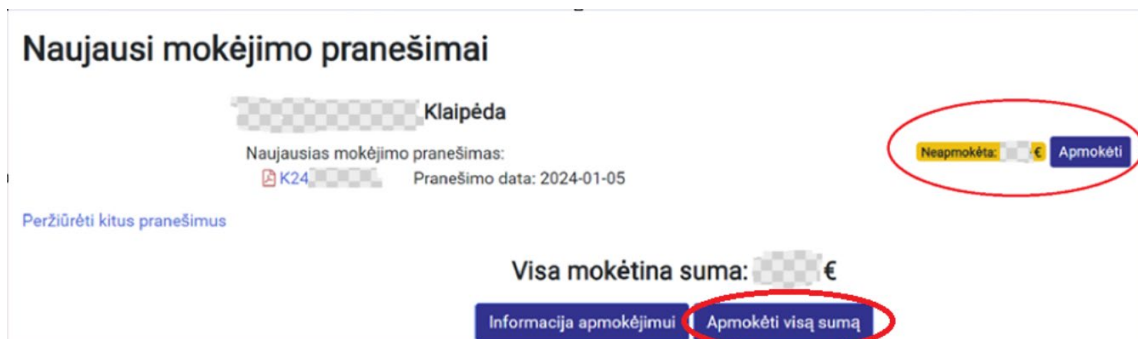 Naujausi mokėjimo pranešimai
Klaipėda
Naujausias mokėjimo pranešimas:
Neapmokėta: € Apmokėti
K24 Pranešimo data: 2024-01-05
Peržiūrėti kitus pranešimus
Visa mokėtina suma: €
Informacija apmokėjimui Apmokėti visą sumą